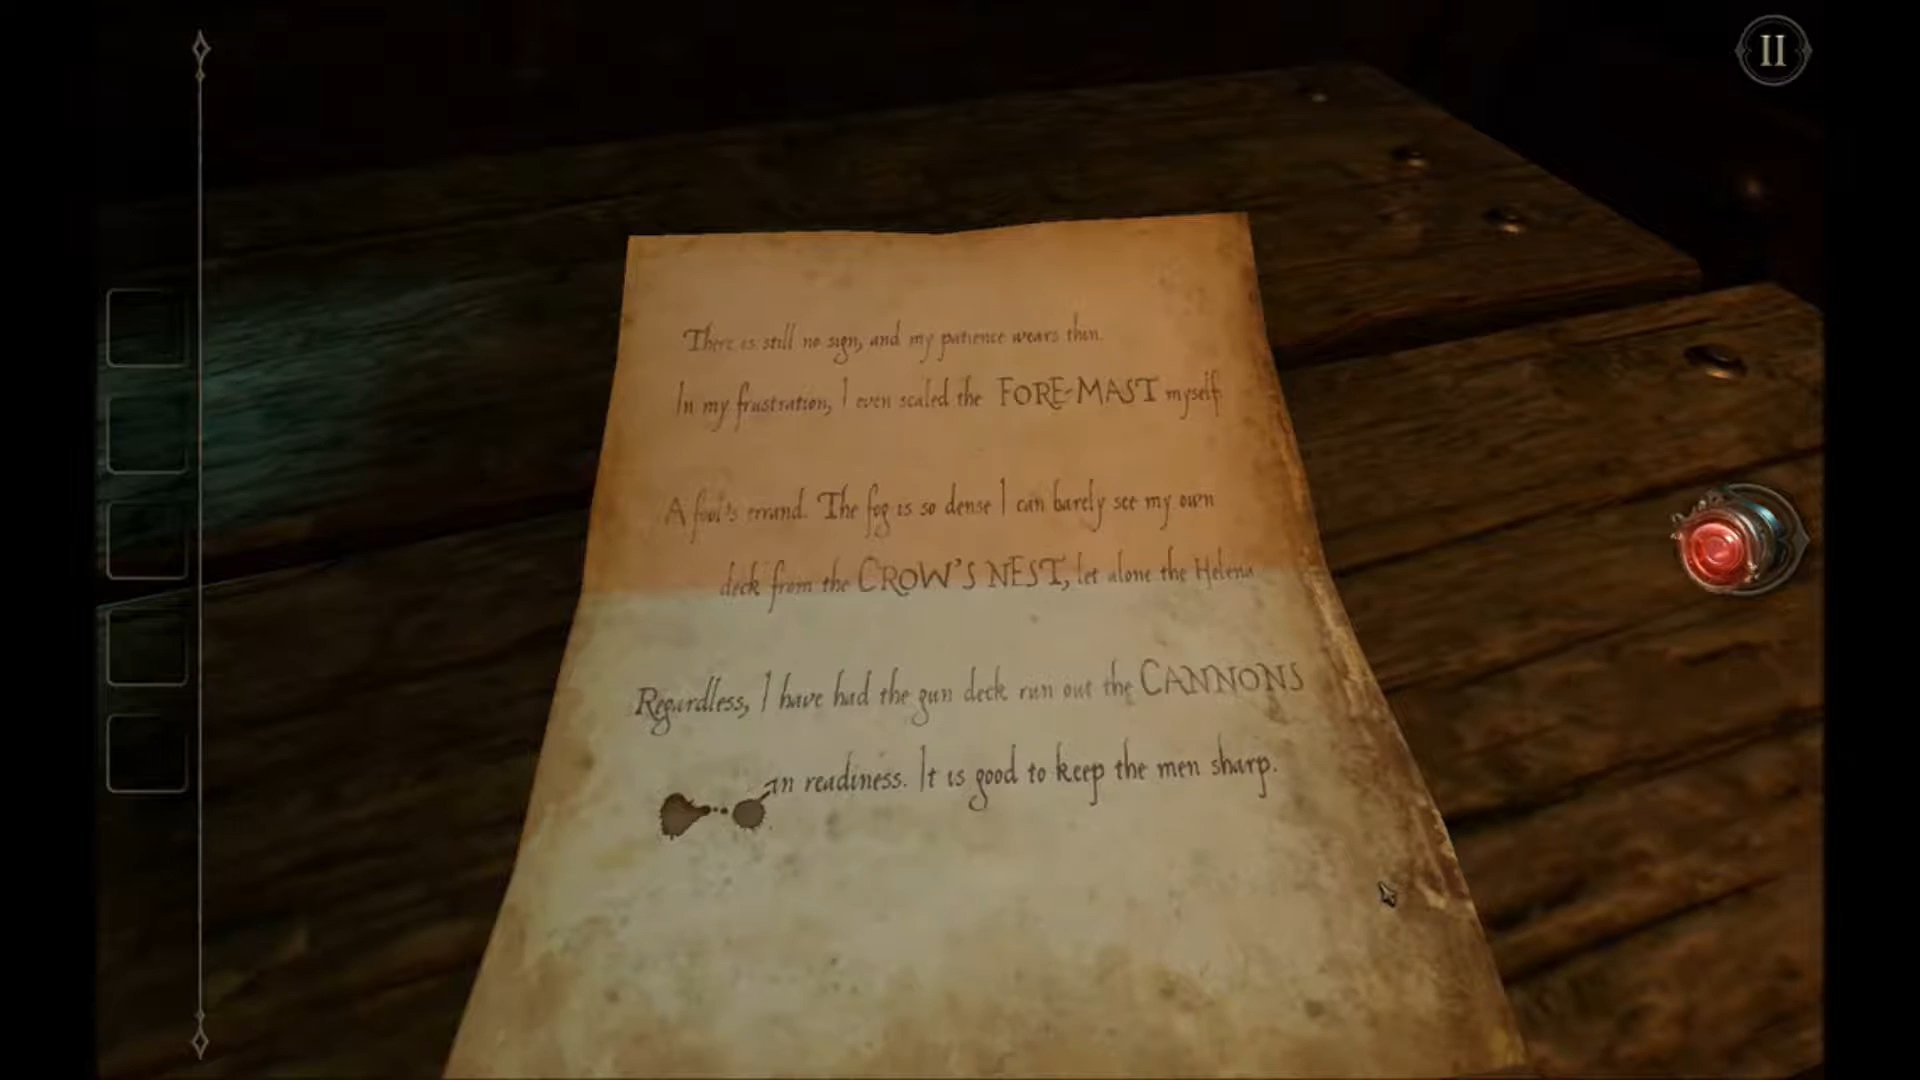 II
There is still no sign, and my patience wears thin.
In my frustration, I even scaled the FORE-MAST myself.
A fool's errand. The fog is so dense I can barely see my own
deck from the CROW'S NEST, let alone the Helena
Regardless, I have had the gun deck run out the CANNONS
in readiness. It is good to keep the men sharp.